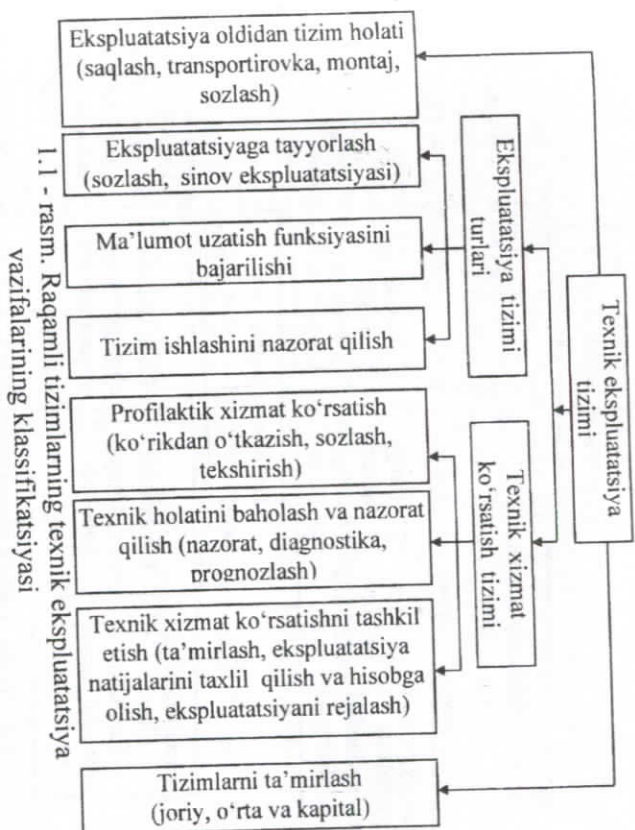 Texnik ekspluatatsiya
tizimi
Ekspluatatsiya tizimi
turlari
Texnik xizmat
ko‘rsatish tizimi
Ekspluatatsiya oldidan tizim holati
(saqlash, transportirovka, montaj,
sozlash)
Ekspluatatsiyaga tayyorlash
(sozlash, sinov ekspluatatsiyasi)
Ma’lumot uzatish funksiyasini
bajarilishi
Tizim ishlashini nazorat qilish
Profilaktik xizmat ko‘rsatish
(ko‘rikdan o‘tkazish, sozlash,
tekshirish)
Texnik holatini baholash va nazorat
qilish (nazorat, diagnostika,
prognozlash)
Texnik xizmat ko‘rsatishni tashkil
etish (ta’mirlash, ekspluatatsiya
natijalarini taxlil qilish va hisobga
olish, ekspluatatsiyani rejalash)
Tizimlarni ta’mirlash
(joriy, o‘rta va kapital)
1.1 - rasm. Raqamli tizimlarning texnik ekspluatatsiya
vazifalarining klassifikatsiyasi